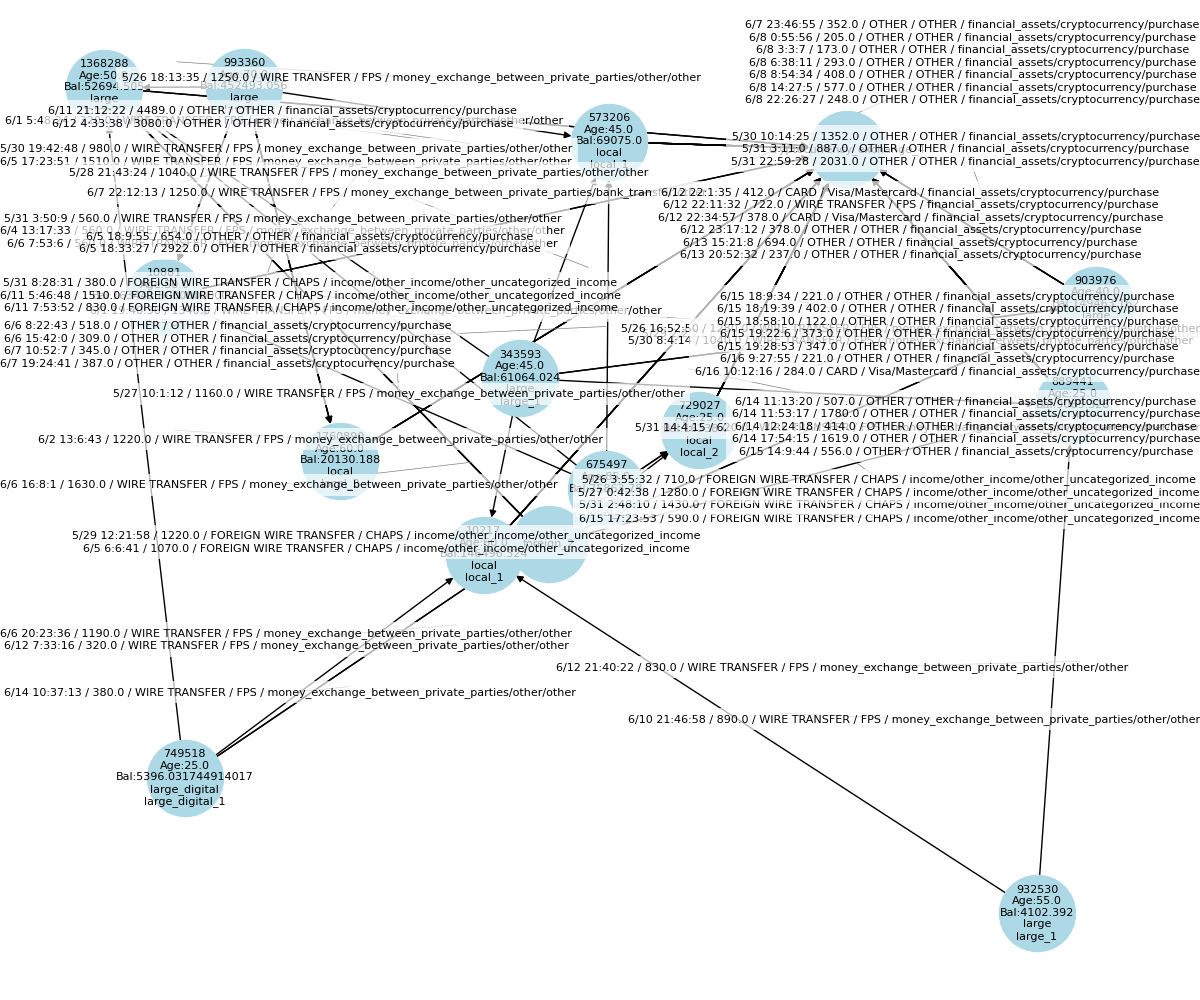 6/7 23:46:55 / 352.0 / OTHER / OTHER / financial_assets/cryptocurrency/purchase
6/8 0:55:56 / 205.0 / OTHER / OTHER / financial_assets/cryptocurrency/purchase
6/8 3:3:7 / 173.0 / OTHER / OTHER / financial_assets/cryptocurrency/purchase
6/8 6:38:11 / 293.0 / OTHER / OTHER / financial_assets/cryptocurrency/purchase
6/8 8:54:34 / 408.0 / OTHER / OTHER / financial_assets/cryptocurrency/purchase
6/8 14:27:5 / 577.0 / OTHER / OTHER / financial_assets/cryptocurrency/purchase
6/8 22:26:27 / 248.0 / OTHER / OTHER / financial_assets/cryptocurrency/purchase
1368288
large
993360
large
5/26 18:13:35 / 1250.0 / WIRE TRANSFER / FPS / money_exchange_between_private_parties/other/other
6/11 21:12:22 / 4489.0 / OTHER / OTHER / financial_assets/cryptocurrency/purchase
6/12 4:33:38 / 3080.0 / OTHER / OTHER / financial_assets/cryptocurrency/purchase
573206
Age:45.0
Bal:69075.0
local
local_1
5/30 10:14:25 / 1352.0 / OTHER / OTHER / financial_assets/cryptocurrency/purchase
5/31 3:11:0 / 887.0 / OTHER / OTHER / financial_assets/cryptocurrency/purchase
5/31 22:59:28 / 2031.0 / OTHER / OTHER / financial_assets/cryptocurrency/purchase
5/30 19:42:48 / 980.0 / WIRE TRANSFER / FPS / money_exchange_between_private_parties/other/other
6/5 17:23:51 / 1510.0 / WIRE TRANSFER / FPS / money_exchange_between_private_parties/other/other
5/28 21:43:24 / 1040.0 / WIRE TRANSFER / FPS / money_exchange_between_private_parties/other/other
6/7 22:12:13 / 1250.0 / WIRE TRANSFER / FPS / money_exchange_between_private_parties/bank_tran
6/12 22:1:35 / 412.0 / CARD / Visa/Mastercard / financial_assets/cryptocurrency/purchase
6/12 22:11:32 / 722.0 / WIRE TRANSFER / FPS / financial_assets/cryptocurrency/purchase
6/12 22:34:57 / 378.0 / CARD / Visa/Mastercard / financial_assets/cryptocurrency/purchase
6/12 23:17:12 / 378.0 / OTHER / OTHER / financial_assets/cryptocurrency/purchase
6/13 15:21:8 / 694.0 / OTHER / OTHER / financial_assets/cryptocurrency/purchase
6/13 20:52:32 / 237.0 / OTHER / OTHER / financial_assets/cryptocurrency/purchase
5/31 3:50:9 / 560.0 / WIRE TRANSFER / FPS / money_exchange_between_private_parties/other/other
6/4 13:17:33 / 560.0 / WIRE TRANSFER / FPS / money_exchange_between_private_parties/other/other
6/5 18:9:55 / 654.0 / OTHER / OTHER / financial_assets/cryptocurrency/purchase
6/5 18:33:27 / 2922.0 / OTHER / OTHER / financial_assets/cryptocurrency/purchase
10881
5/31 8:28:31 / 380.0 / FOREIGN WIRE TRANSFER / CHAPS / income/other_income/other_uncategorized_income
6/11 5:46:48 / 1510.0 / FOREIGN WIRE TRANSFER / CHAPS / income/other_income/other_uncategorized_income
6/11 7:53:52 / 830.0 / FOREIGN WIRE TRANSFER / CHAPS / income/other_income/other_uncategorized_income
6/6 8:22:43 / 518.0 / OTHER / OTHER / financial_assets/cryptocurrency/purchase
6/6 15:42:0 / 309.0 / OTHER / OTHER / financial_assets/cryptocurrency/purchase
6/7 10:52:7 / 345.0 / OTHER / OTHER / financial_assets/cryptocurrency/purchase
6/7 19:24:41 / 387.0 / OTHER / OTHER / financial_assets/cryptocurrency/purchase
903976
6/15 18:9:34 / 221.0 / OTHER / OTHER / financial_assets/cryptocurrency/purchase
6/15 18:19:39 / 402.0 / OTHER / OTHER / financial_assets/cryptocurrency/purchase
6/15 18:58:10 / 122.0 / OTHER / OTHER / financial_assets/cryptocurrency/purchase
6/15 19:22:6 / 373.0 / OTHER / OTHER / financial_assets/cryptocurrency/purchase
6/15 19:28:53 / 347.0 / OTHER / OTHER / financial_assets/cryptocurrency/purchase
6/16 9:27:55 / 221.0 / OTHER / OTHER / financial_assets/cryptocurrency/purchase
6/16 10:12:16 / 284.0 / CARD / Visa/Mastercard / financial_assets/cryptocurrency/purchase
343593
Age:45.0
Bal:61064.024
large
large_1
889441
Age:25.0
5/27 10:1:12 / 1160.0 / WIRE TRANSFER / FPS / money_exchange_between_private_parties/other/other
6/14 11:13:20 / 507.0 / OTHER / OTHER / financial_assets/cryptocurrency/purchase
6/14 11:53:17 / 1780.0 / OTHER / OTHER / financial_assets/cryptocurrency/purchase
6/14 12:2:18 / 414.0 / OTHER / OTHER / financial_assets/cryptocurrency/purchase
6/14 17:54:15 / 1619.0 / OTHER / OTHER / financial_assets/cryptocurrency/purchase
6/15 14:9:44 / 556.0 / OTHER / OTHER / financial_assets/cryptocurrency/purchase
729027
Age:25.0
local
local_2
6/2 13:6:43 / 1220.0 / WIRE TRANSFER / FPS / money_exchange_between_private_parties/other/other
Bal:20130.188
local
675497
5/26 3:55:32 / 710.0 / FOREIGN WIRE TRANSFER / CHAPS / income/other_income/other_uncategorized_income
5/27 0:42:38 / 1280.0 / FOREIGN WIRE TRANSFER / CHAPS / income/other_income/other_uncategorized_income
5/31 2:48:10 / 1430.0 / FOREIGN WIRE TRANSFER / CHAPS / income/other_income/other_uncategorized_income
6/15 17:23:53 / 590.0 / FOREIGN WIRE TRANSFER / CHAPS / income/other_income/other_uncategorized_income
6/6 16:8:1 / 1630.0 / WIRE TRANSFER / FPS / money_exchange_between_private_parties/other/other
10217
5/29 12:21:58 / 1220.0 / FOREIGN WIRE TRANSFER / CHAPS / income/other_income/other_uncategorized_income
6/5 6:6:41 / 1070.0 / FOREIGN WIRE TRANSFER / CHAPS / income/other_income/other_uncategorized_income
local
local_1
6/6 20:23:36 / 1190.0 / WIRE TRANSFER / FPS / money_exchange_between_private_parties/other/other
6/12 7:33:16 / 320.0 / WIRE TRANSFER / FPS / money_exchange_between_private_parties/other/other
6/12 21:40:22 / 830.0 / WIRE TRANSFER / FPS / money_exchange_between_private_parties/other/other
6/14 10:37:13 / 380.0 / WIRE TRANSFER / FPS / money_exchange_between_private_parties/other/other
6/10 21:46:58 / 890.0 / WIRE TRANSFER / FPS / money_exchange_between_private_parties/other/other
749518
Age:25.0
Bal:5396.031744914017
large_digital
large_digital_1
932530
Age:55.0
Bal:4102.392
large
large_1